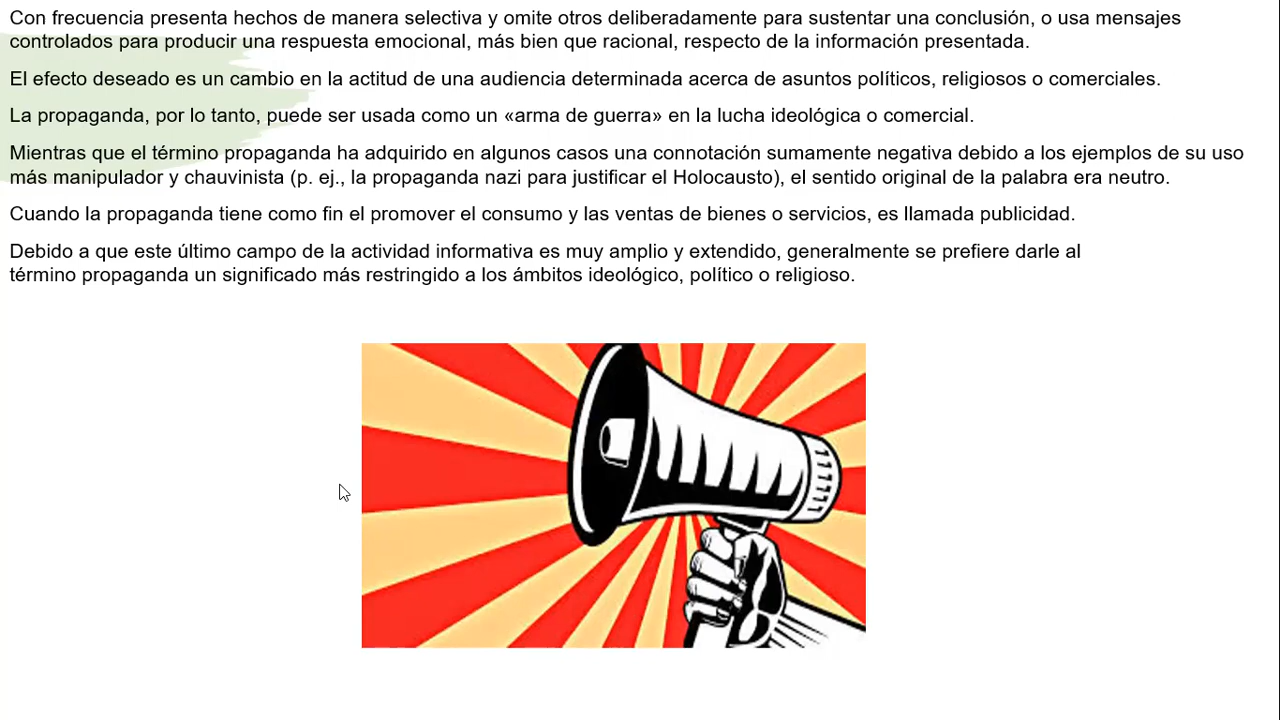 Con frecuencia presenta hechos de manera selectiva y omite otros deliberadamente para sustentar una conclusión, o usa mensajes
controlados para producir una respuesta emocional, más bien que racional, respecto de la información presentada.
El efecto deseado es un cambio en la actitud de una audiencia determinada acerca de asuntos políticos, religiosos o comerciales.
La propaganda, por lo tanto, puede ser usada como un «arma de guerra» en la lucha ideológica o comercial.
Mientras que el término propaganda ha adquirido en algunos casos una connotación sumamente negativa debido a los ejemplos de su uso
más manipulador y chauvinista (p. ej., la propaganda nazi para justificar el Holocausto), el sentido original de la palabra era neutro.
Cuando la propaganda tiene como fin el promover el consumo y las ventas de bienes o servicios, es llamada publicidad.
Debido a que este último campo de la actividad informativa es muy amplio y extendido, generalmente se prefiere darle al
término propaganda un significado más restringido a los ámbitos ideológico, político o religioso.